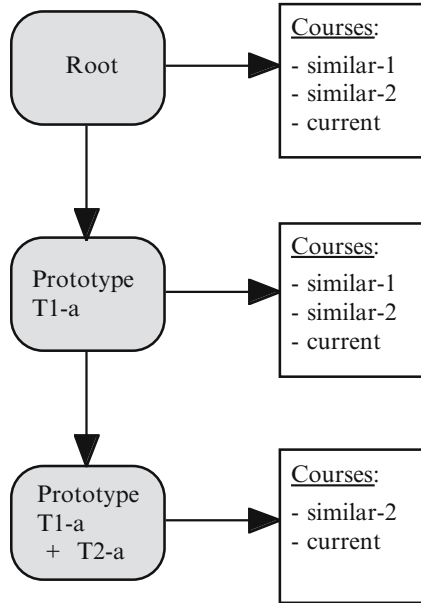 Root
Courses:
- similar-1
- similar-2
- current
Prototype
T1-a
Courses:
- similar-1
- similar-2
- current
Prototype
T1-a
+ T2-a
Courses:
- similar-2
- current